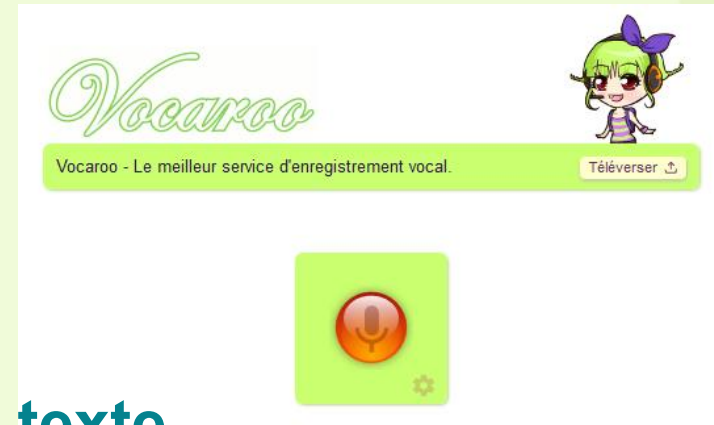 Vocaroo
Vocaroo - Le meilleur service d'enregistrement vocal.
Téléverser
texte